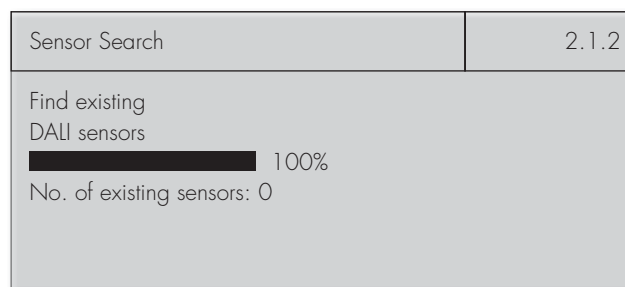 Sensor Search 2.1.2
Find existing
DALI sensors
100%
No. of existing sensors: 0